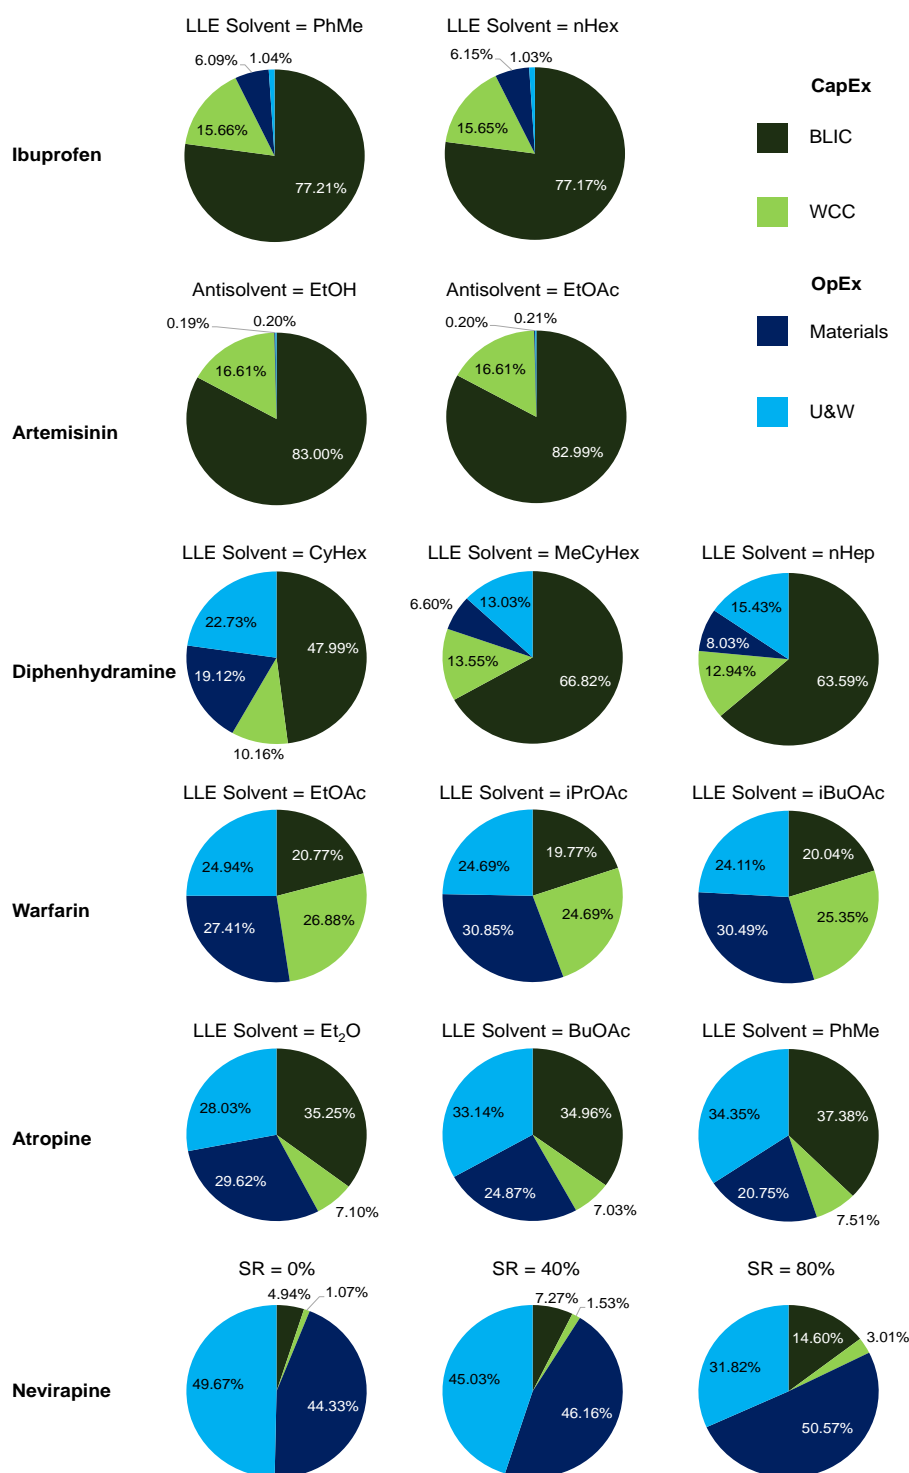 LLE Solvent = PhMe
LLE Solvent = nHex
6.09%
1.04%
6.15%
1.03%
CapEx
15.66%
15.65%
BLIC
Ibuprofen
77.21%
77.17%
WCC
OpEx
Antisolvent = EtOH
Antisolvent = EtOAc
0.19%
0.20%
0.20%
0.21%
Materials
16.61%
16.61%
U&W
Artemisinin
83.00%
82.99%
LLE Solvent = CyHex
LLE Solvent = MeCyHex
LLE Solvent = nHep
22.73%
47.99%
6.60%
13.03%
15.43%
8.03%
Diphenhydramine
19.12%
13.55%
66.82%
12.94%
63.59%
10.16%
LLE Solvent = EtOAc
LLE Solvent = iPrOAc
LLE Solvent = iBuOAc
24.94%
20.77%
24.69%
19.77%
24.11%
20.04%
Warfarin
27.41%
26.88%
30.85%
24.69%
30.49%
25.35%
LLE Solvent = Et₂O
LLE Solvent = BuOAc
LLE Solvent = PhMe
28.03%
35.25%
33.14%
34.96%
34.35%
37.38%
Atropine
29.62%
7.10%
24.87%
7.03%
20.75%
7.51%
SR = 0%
SR = 40%
SR = 80%
4.94%
1.07%
7.27%
1.53%
14.60%
3.01%
Nevirapine
49.67%
44.33%
45.03%
46.16%
31.82%
50.57%